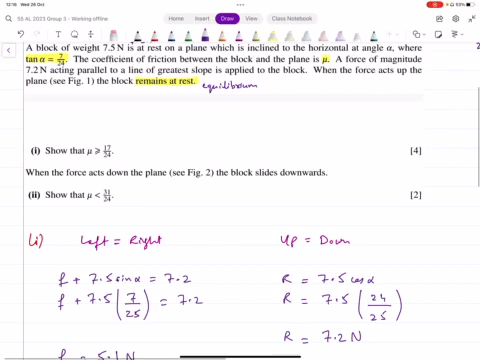 12:16 Wed 26 Oct
53%
S5 AL 2023 Group 3 - Working offline
Home Insert Draw View Class Notebook
A block of weight 7.5 N is at rest on a plane which is inclined to the horizontal at angle α, where
tan α = 7/24. The coefficient of friction between the block and the plane is μ. A force of magnitude
7.2 N acting parallel to a line of greatest slope is applied to the block. When the force acts up the
plane (see Fig. 1) the block remains at rest.
equilibrium
(i) Show that μ ⩾ 17/24. [4]
When the force acts down the plane (see Fig. 2) the block slides downwards.
(ii) Show that μ < 31/24. [2]
(i) Left = Right Up = Down
f + 7.5 sin α = 7.2 R = 7.5 cos α
f + 7.5 (7/25) = 7.2 R = 7.5 (24/25)
R = 7.2 N
f = 5.1 N